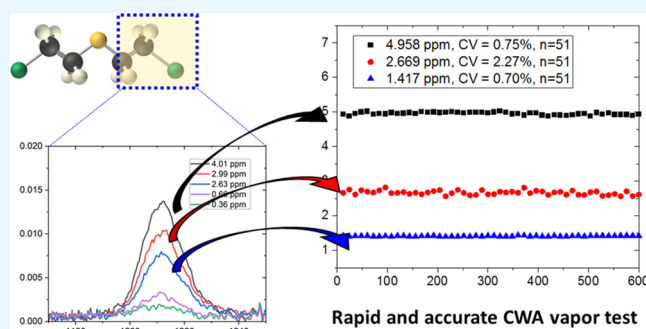 4.958 ppm, CV = 0.75%, n=51
2.669 ppm, CV = 2.27%, n=51
1.417 ppm, CV = 0.70%, n=51
7
5
2
1
0 100 200 300 400 500 600
0.020
0.015
0.010
0.005
0.000
4.01 ppm
2.99 ppm
2.63 ppm
ppm
0.36 ppm
Rapid and accurate CWA vapor test